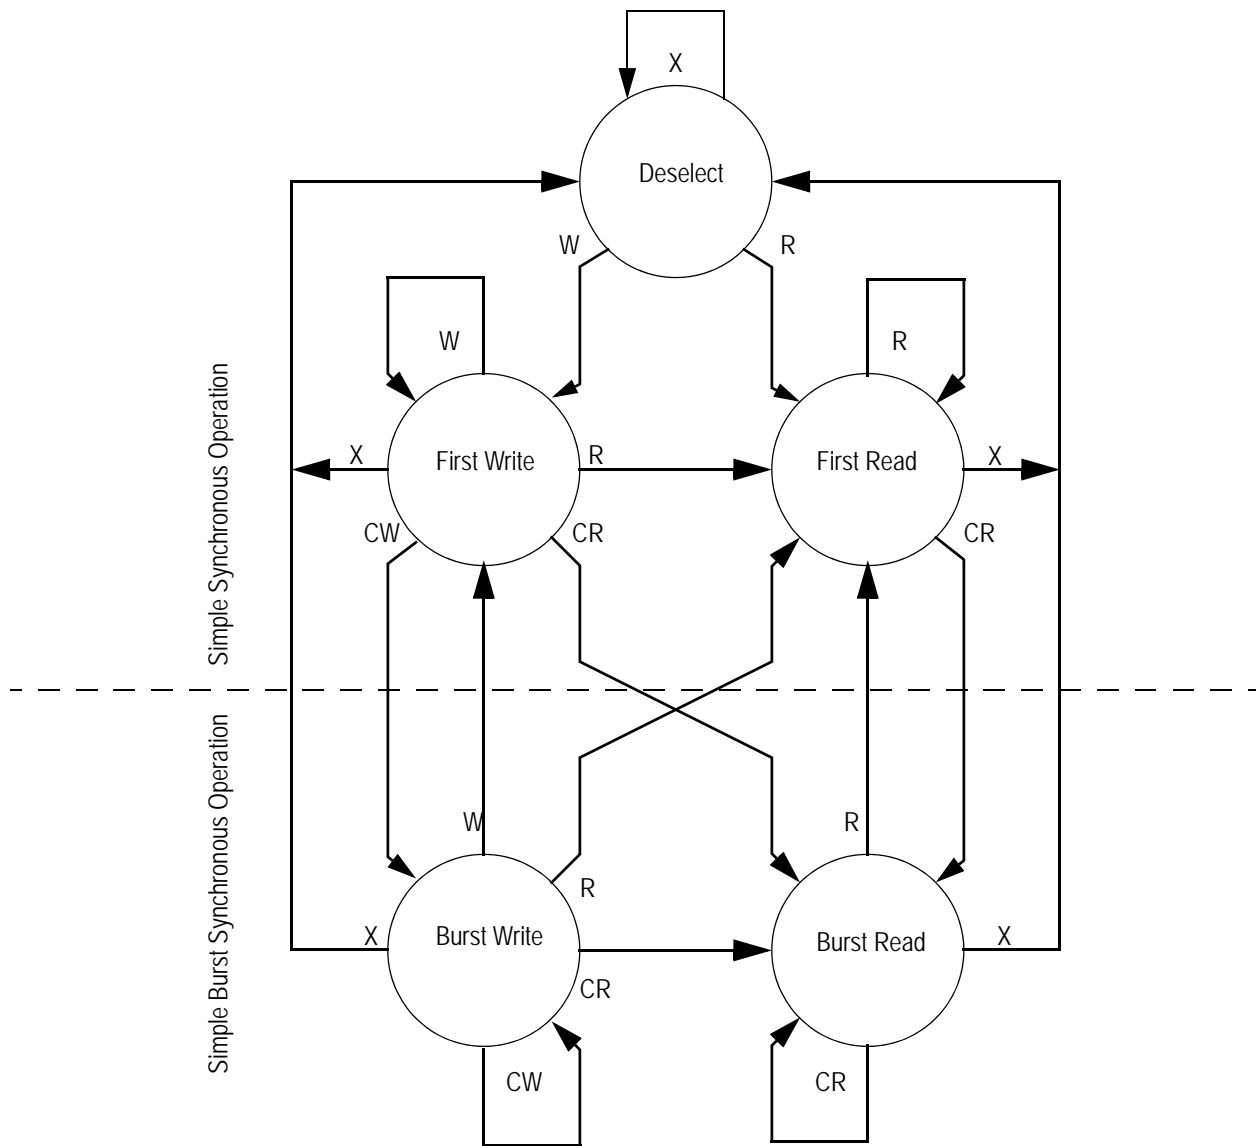 X
Deselect
W
R
W
R
Simple Synchronous Operation
X
First Write
R
First Read
X
CW
CR
CR
Simple Burst Synchronous Operation
W
R
R
X
Burst Write
Burst Read
X
CR
CW
CR